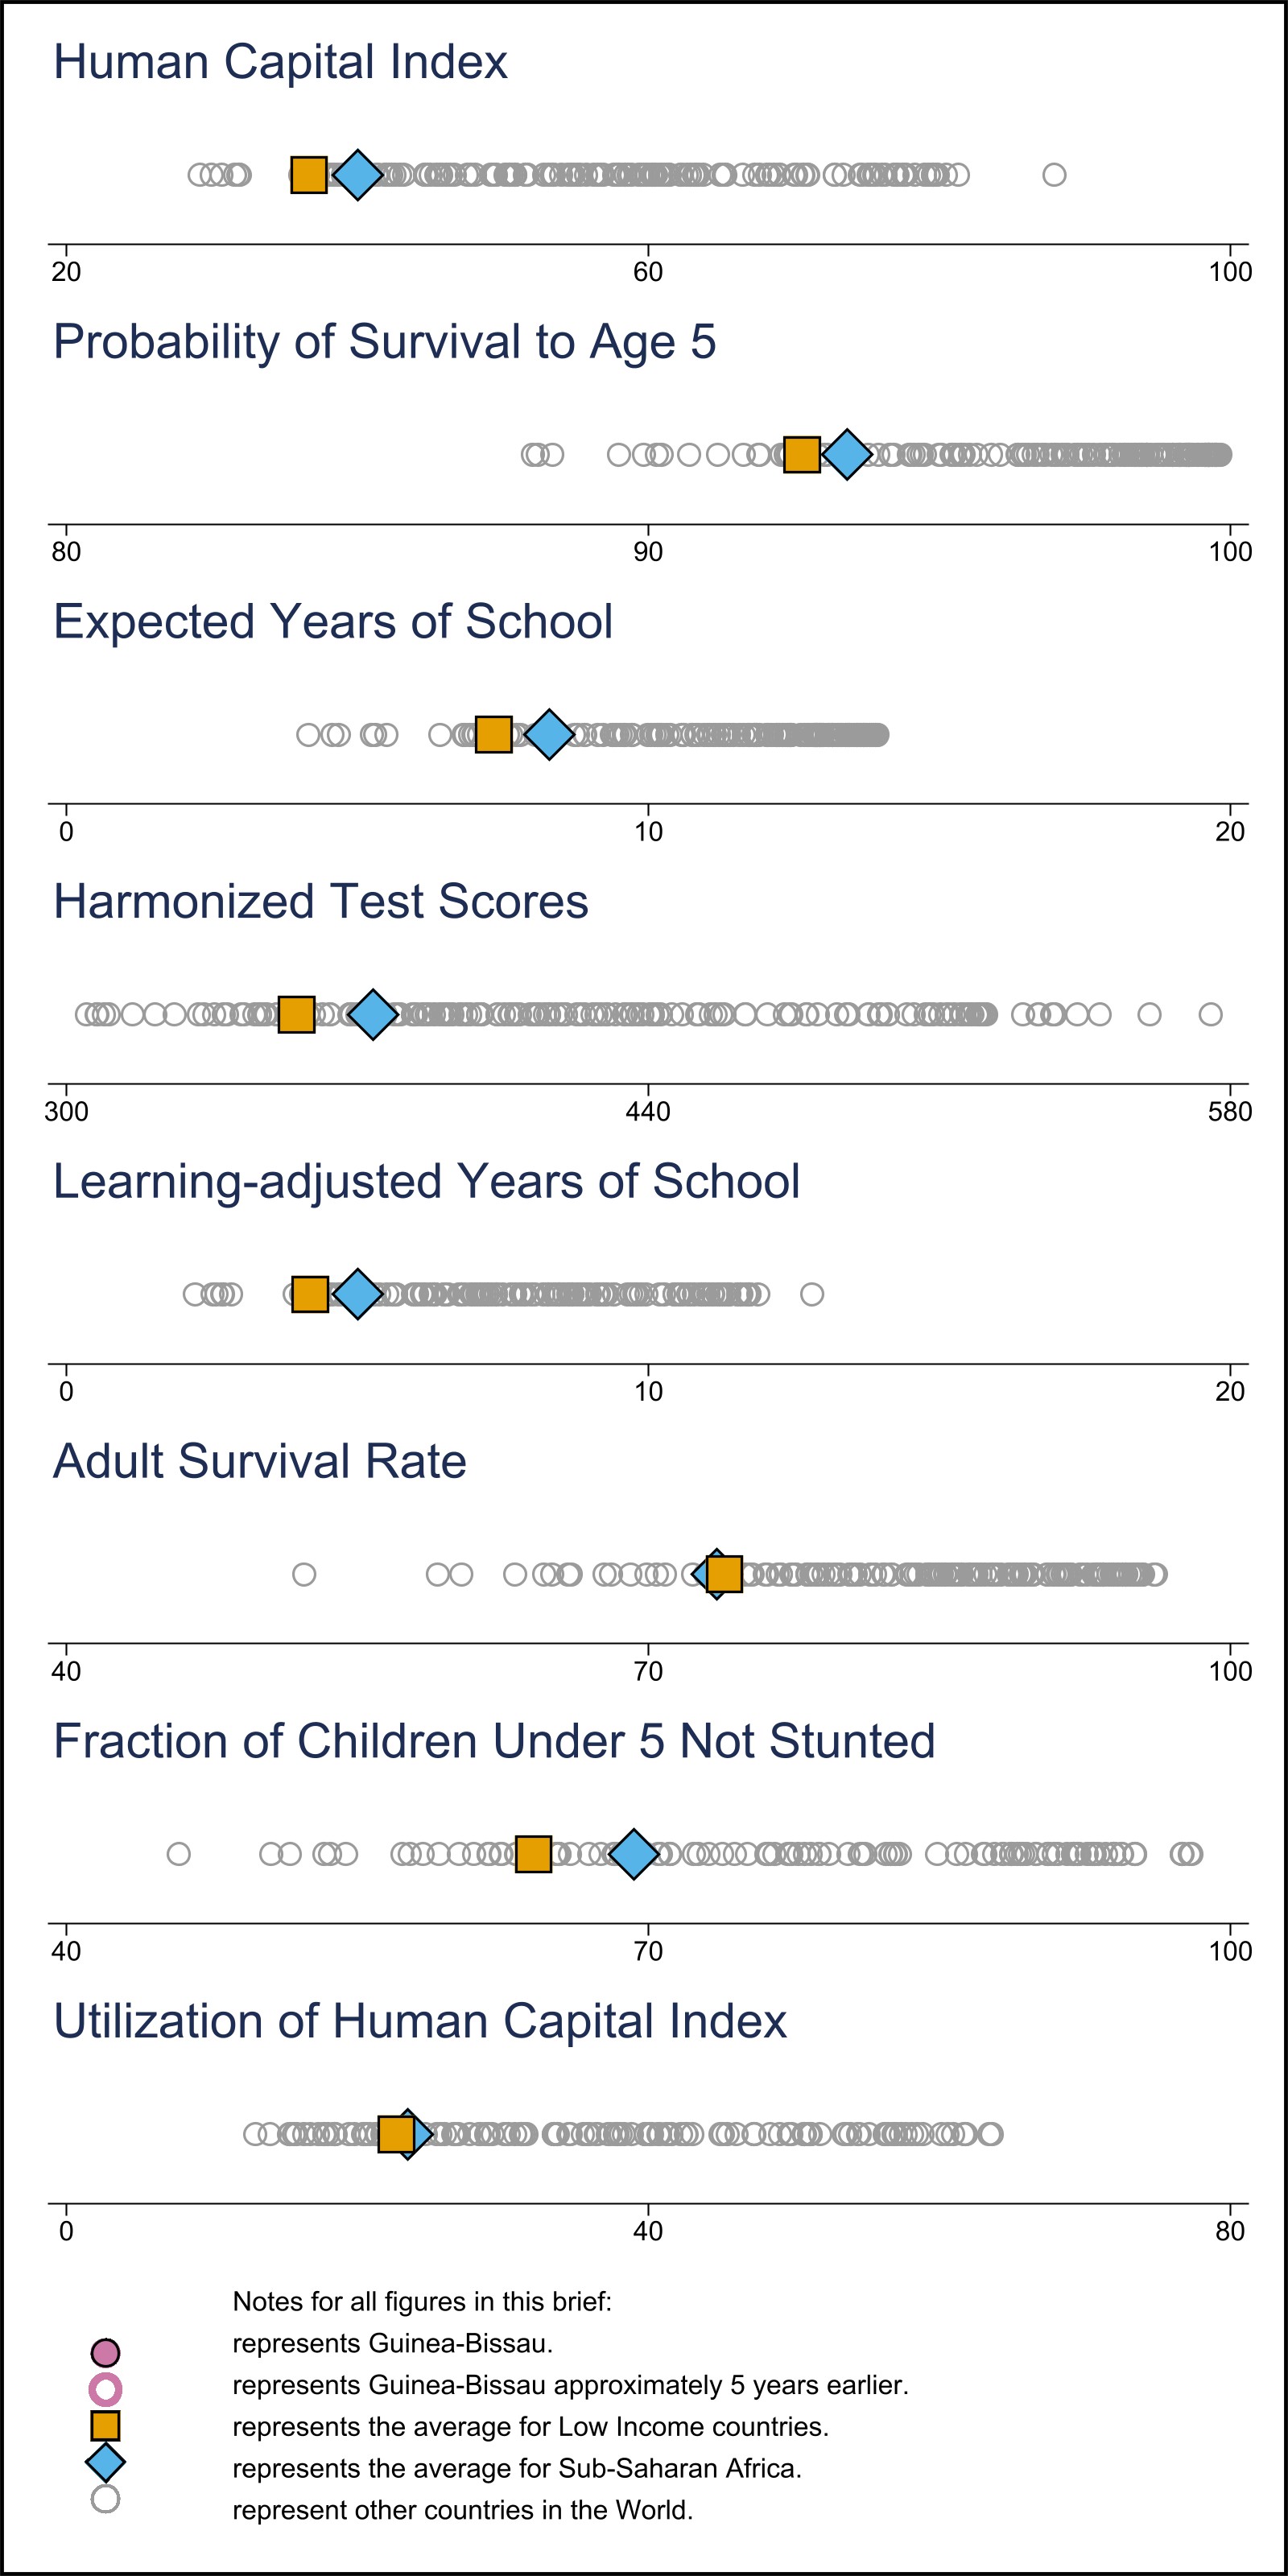 Human Capital Index
20 60 100
Probability of Survival to Age 5
80 90 100
Expected Years of School
0 10 20
Harmonized Test Scores
300 440 580
Learning-adjusted Years of School
0 10 20
Adult Survival Rate
40 70 100
Fraction of Children Under 5 Not Stunted
40 70 100
Utilization of Human Capital Index
0 40 80
Notes for all figures in this brief:
represents Guinea-Bissau.
represents Guinea-Bissau approximately 5 years earlier.
represents the average for Low Income countries.
represents the average for Sub-Saharan Africa.
represent other countries in the World.